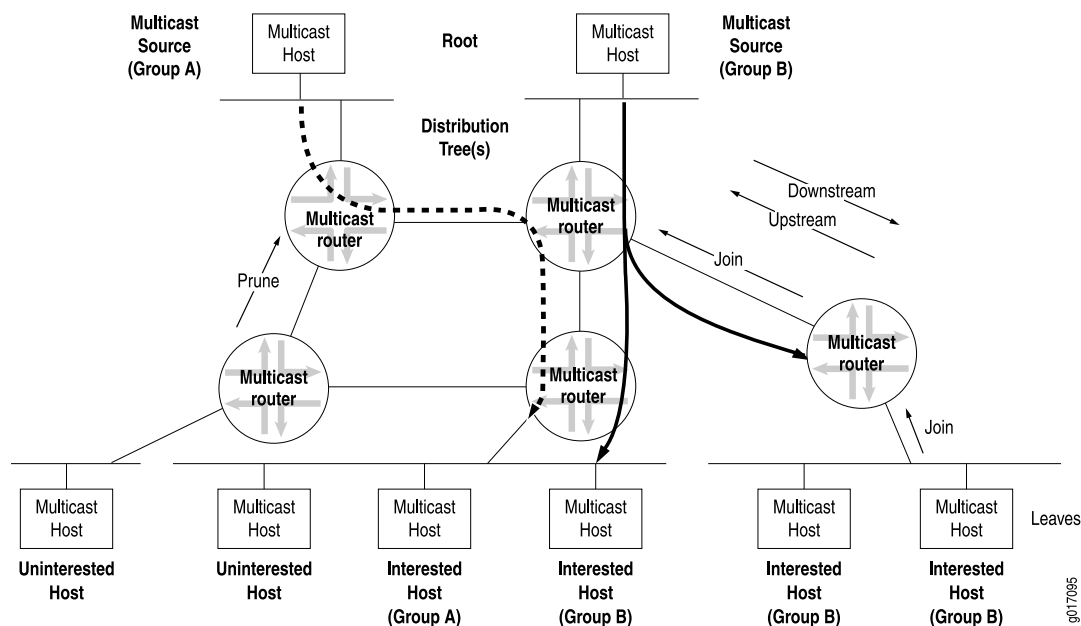 Multicast
Source
(Group A)
Multicast
Host
Root
Multicast
Host
Multicast
Source
(Group B)
Distribution
Tree(s)
Multicast
router
Multicast
router
Downstream
Upstream
Join
Prune
Multicast
router
Multicast
router
Multicast
router
Join
Multicast
Host
Multicast
Host
Multicast
Host
Multicast
Host
Multicast
Host
Multicast
Host
Leaves
Uninterested
Host
Uninterested
Host
Interested
Host
(Group A)
Interested
Host
(Group B)
Interested
Host
(Group B)
Interested
Host
(Group B)
g017095